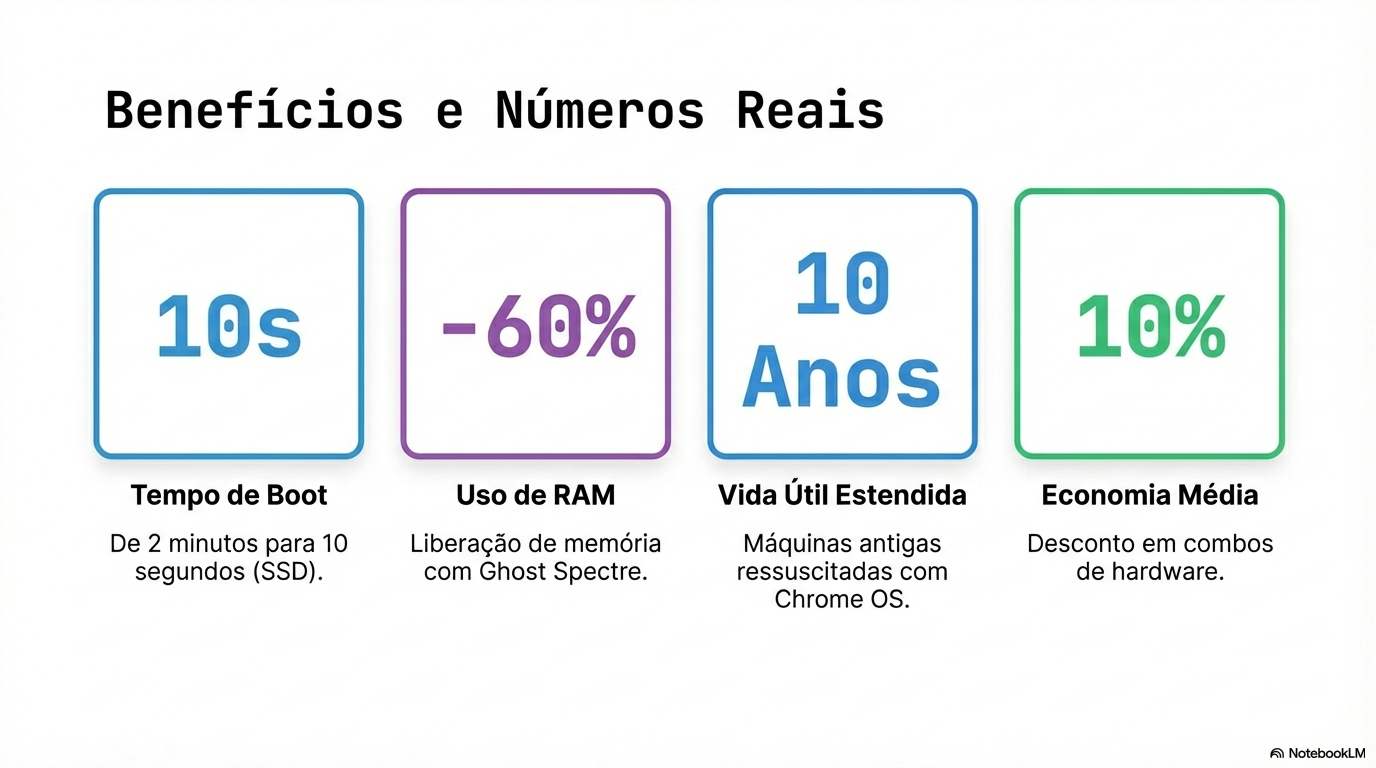 Benefícios e Números Reais
10s
-60%
10
Anos
10%
Tempo de Boot
De 2 minutos para 10
segundos (SSD).
Uso de RAM
Liberação de memória
com Ghost Spectre.
Vida Útil Estendida
Máquinas antigas
ressuscitadas com
Chrome OS.
Economia Média
Desconto em combos
de hardware.
NotebookLM